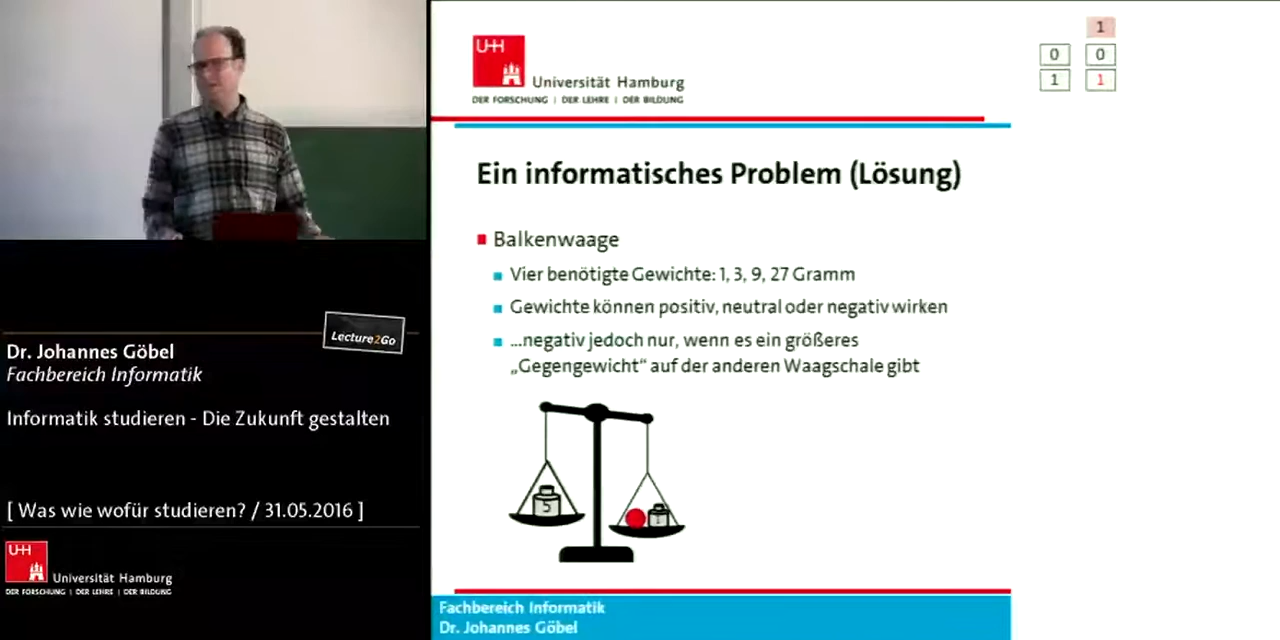 Lecture2Go
Dr. Johannes Göbel
Fachbereich Informatik
Informatik studieren - Die Zukunft gestalten
[ Was wie wofür studieren? / 31.05.2016 ]
UH
Universität Hamburg
DER FORSCHUNG | DER LEHRE | DER BILDUNG
UH
Universität Hamburg
DER FORSCHUNG | DER LEHRE | DER BILDUNG
Ein informatisches Problem (Lösung)
Balkenwaage
Vier benötigte Gewichte: 1, 3, 9, 27 Gramm
Gewichte können positiv, neutral oder negativ wirken
...negativ jedoch nur, wenn es ein größeres
„Gegengewicht“ auf der anderen Waagschale gibt
5
Fachbereich Informatik
Dr. Johannes Göbel
1
0 0
1 1